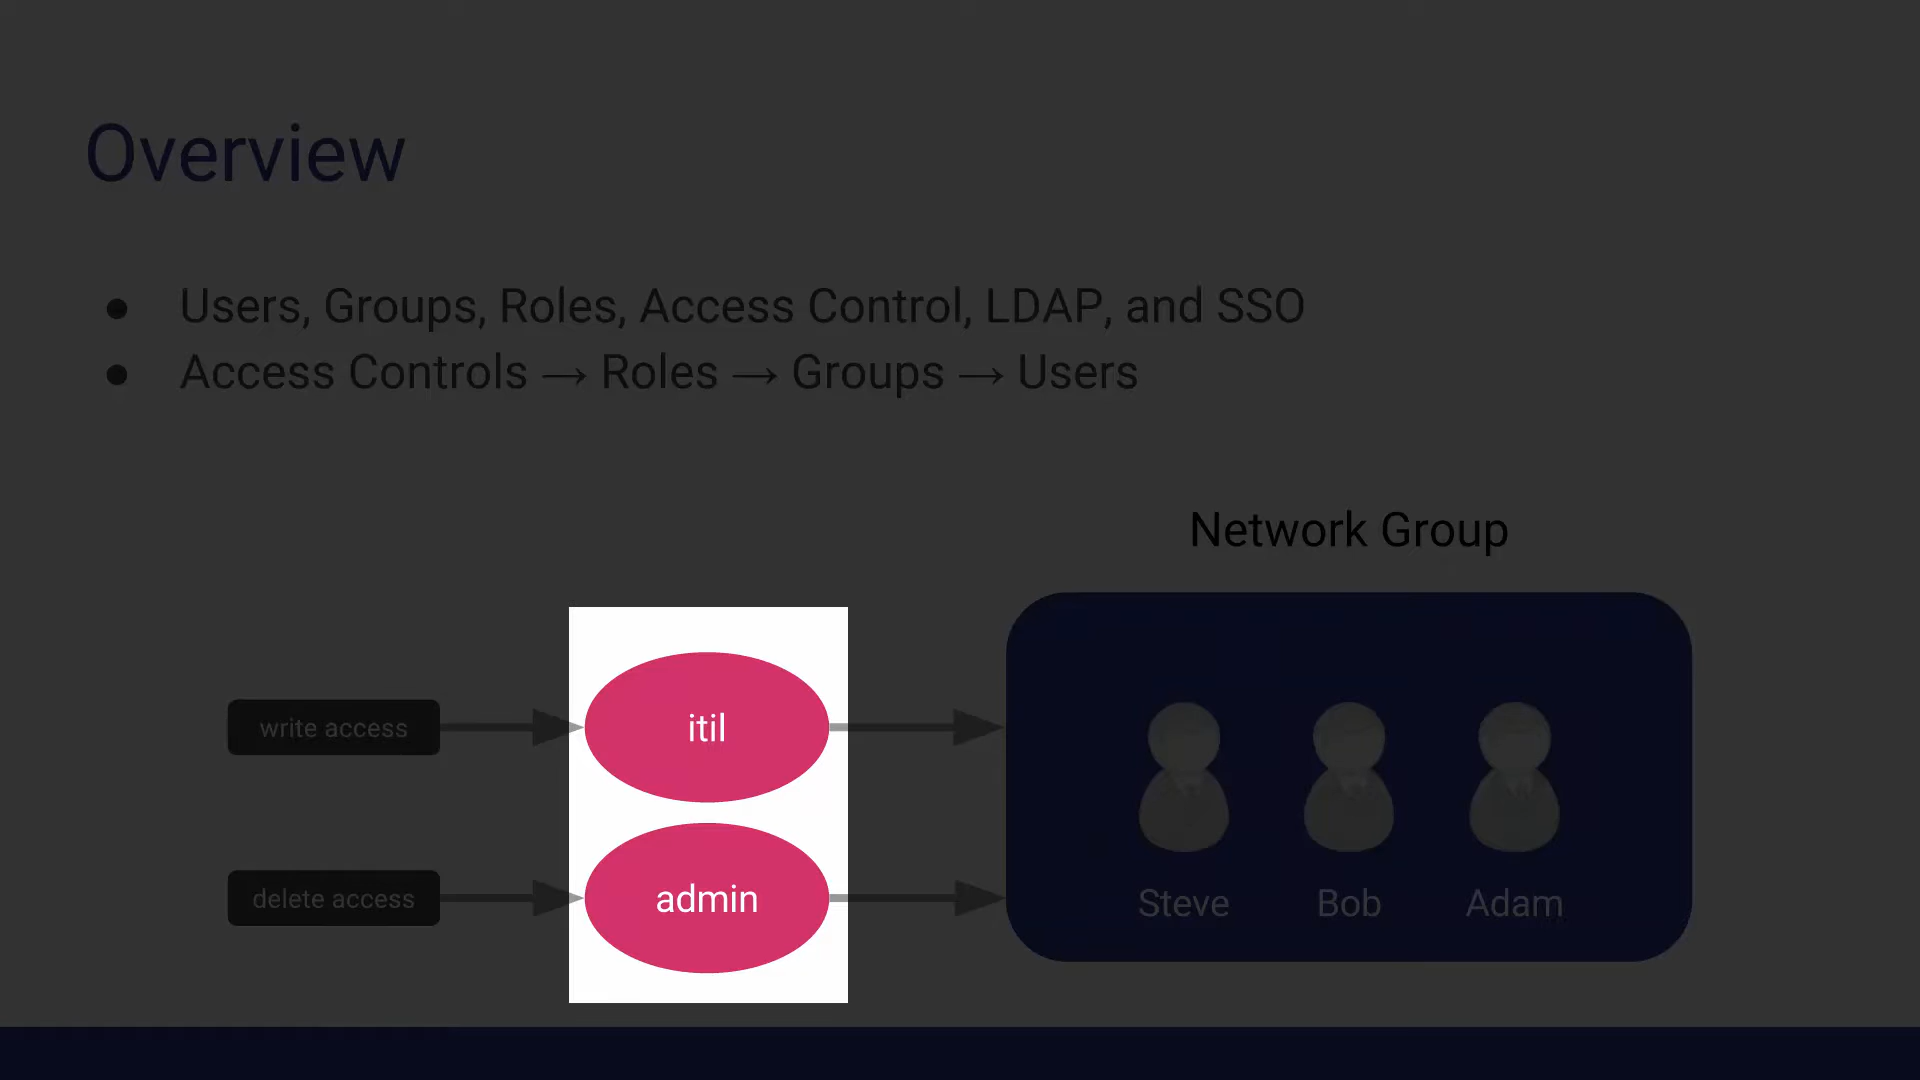 Overview
● Users, Groups, Roles, Access Control, LDAP, and SSO
● Access Controls → Roles → Groups → Users
Network Group
write access
itil
delete access
admin
Steve
Bob
Adam